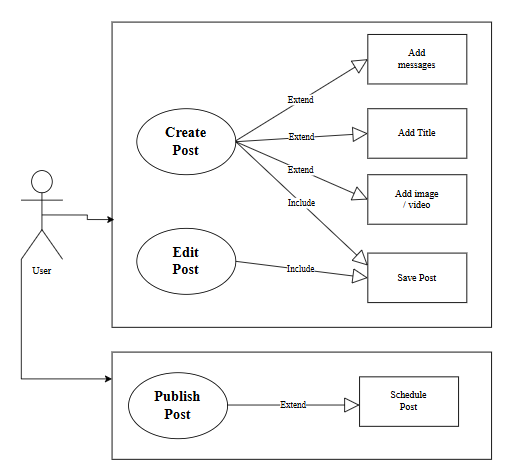 Add
messages
Extend
Create
Post
Extend
Add Title
Extend
Add image
/ video
Include
Edit
Post
Include
Save Post
User
Publish
Post
Extend
Schedule
Post